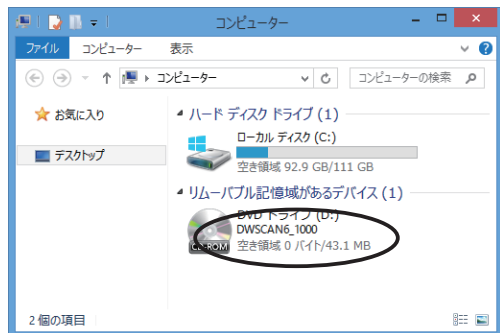 コンピューター
ファイル コンピューター 表示
コンピューター コンピューターの検索
お気に入り
デスクトップ
ハード ディスク ドライブ (1)
ローカル ディスク (C:)
空き領域 92.9 GB/111 GB
リムーバブル記憶域があるデバイス (1)
DVD ドライブ (D:)
DWSCAN6_1000
空き領域 0 バイト/43.1 MB
CD-ROM
2 個の項目